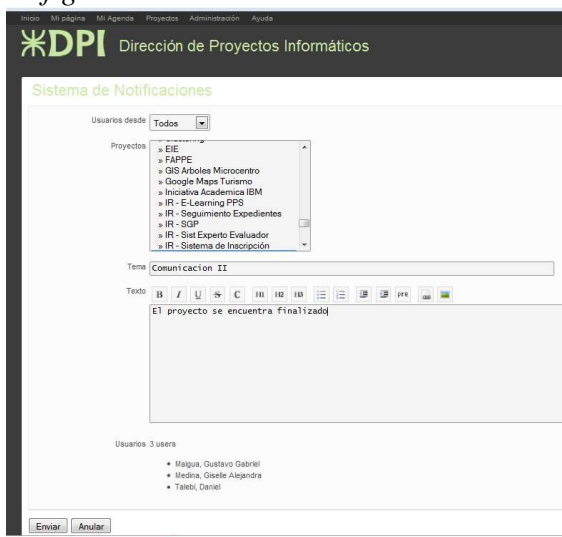 Inicio Mi página Mi Agenda Proyectos Administración Ayuda
DPI Dirección de Proyectos Informáticos
Sistema de Notificaciones
Usuarios desde Todos
Proyectos
» EIE
» FAPPE
» GIS Arboles Microcentro
» Google Maps Turismo
» Iniciativa Academica IBM
» IR - E-Learning PPS
» IR - Seguimiento Expedientes
» IR - SGP
» IR - Sist Experto Evaluador
» IR - Sistema de Inscripción
Tema Comunicacion II
Texto B I U S C H1 H2 H3 pre
El proyecto se encuentra finalizado
Usuarios 3 users
• Maigua, Gustavo Gabriel
• Medina, Giselle Alejandra
• Talebi, Daniel
Enviar Anular